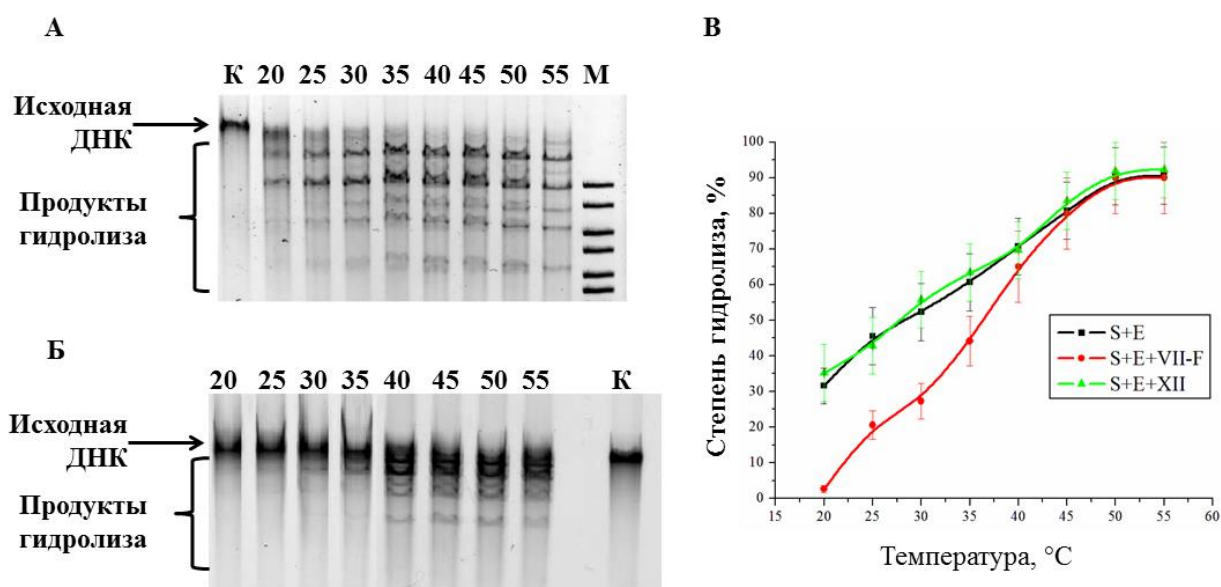 А
К 20 25 30 35 40 45 50 55 М
Исходная
ДНК
Продукты
гидролиза
Б
20 25 30 35 40 45 50 55 К
Исходная
ДНК
Продукты
гидролиза
В
Степень гидролиза, %
100
90
80
70
60
50
40
30
20
10
0
S+E
S+E+VII-F
S+E+XII
15 20 25 30 35 40 45 50 55 60
Температура, °C